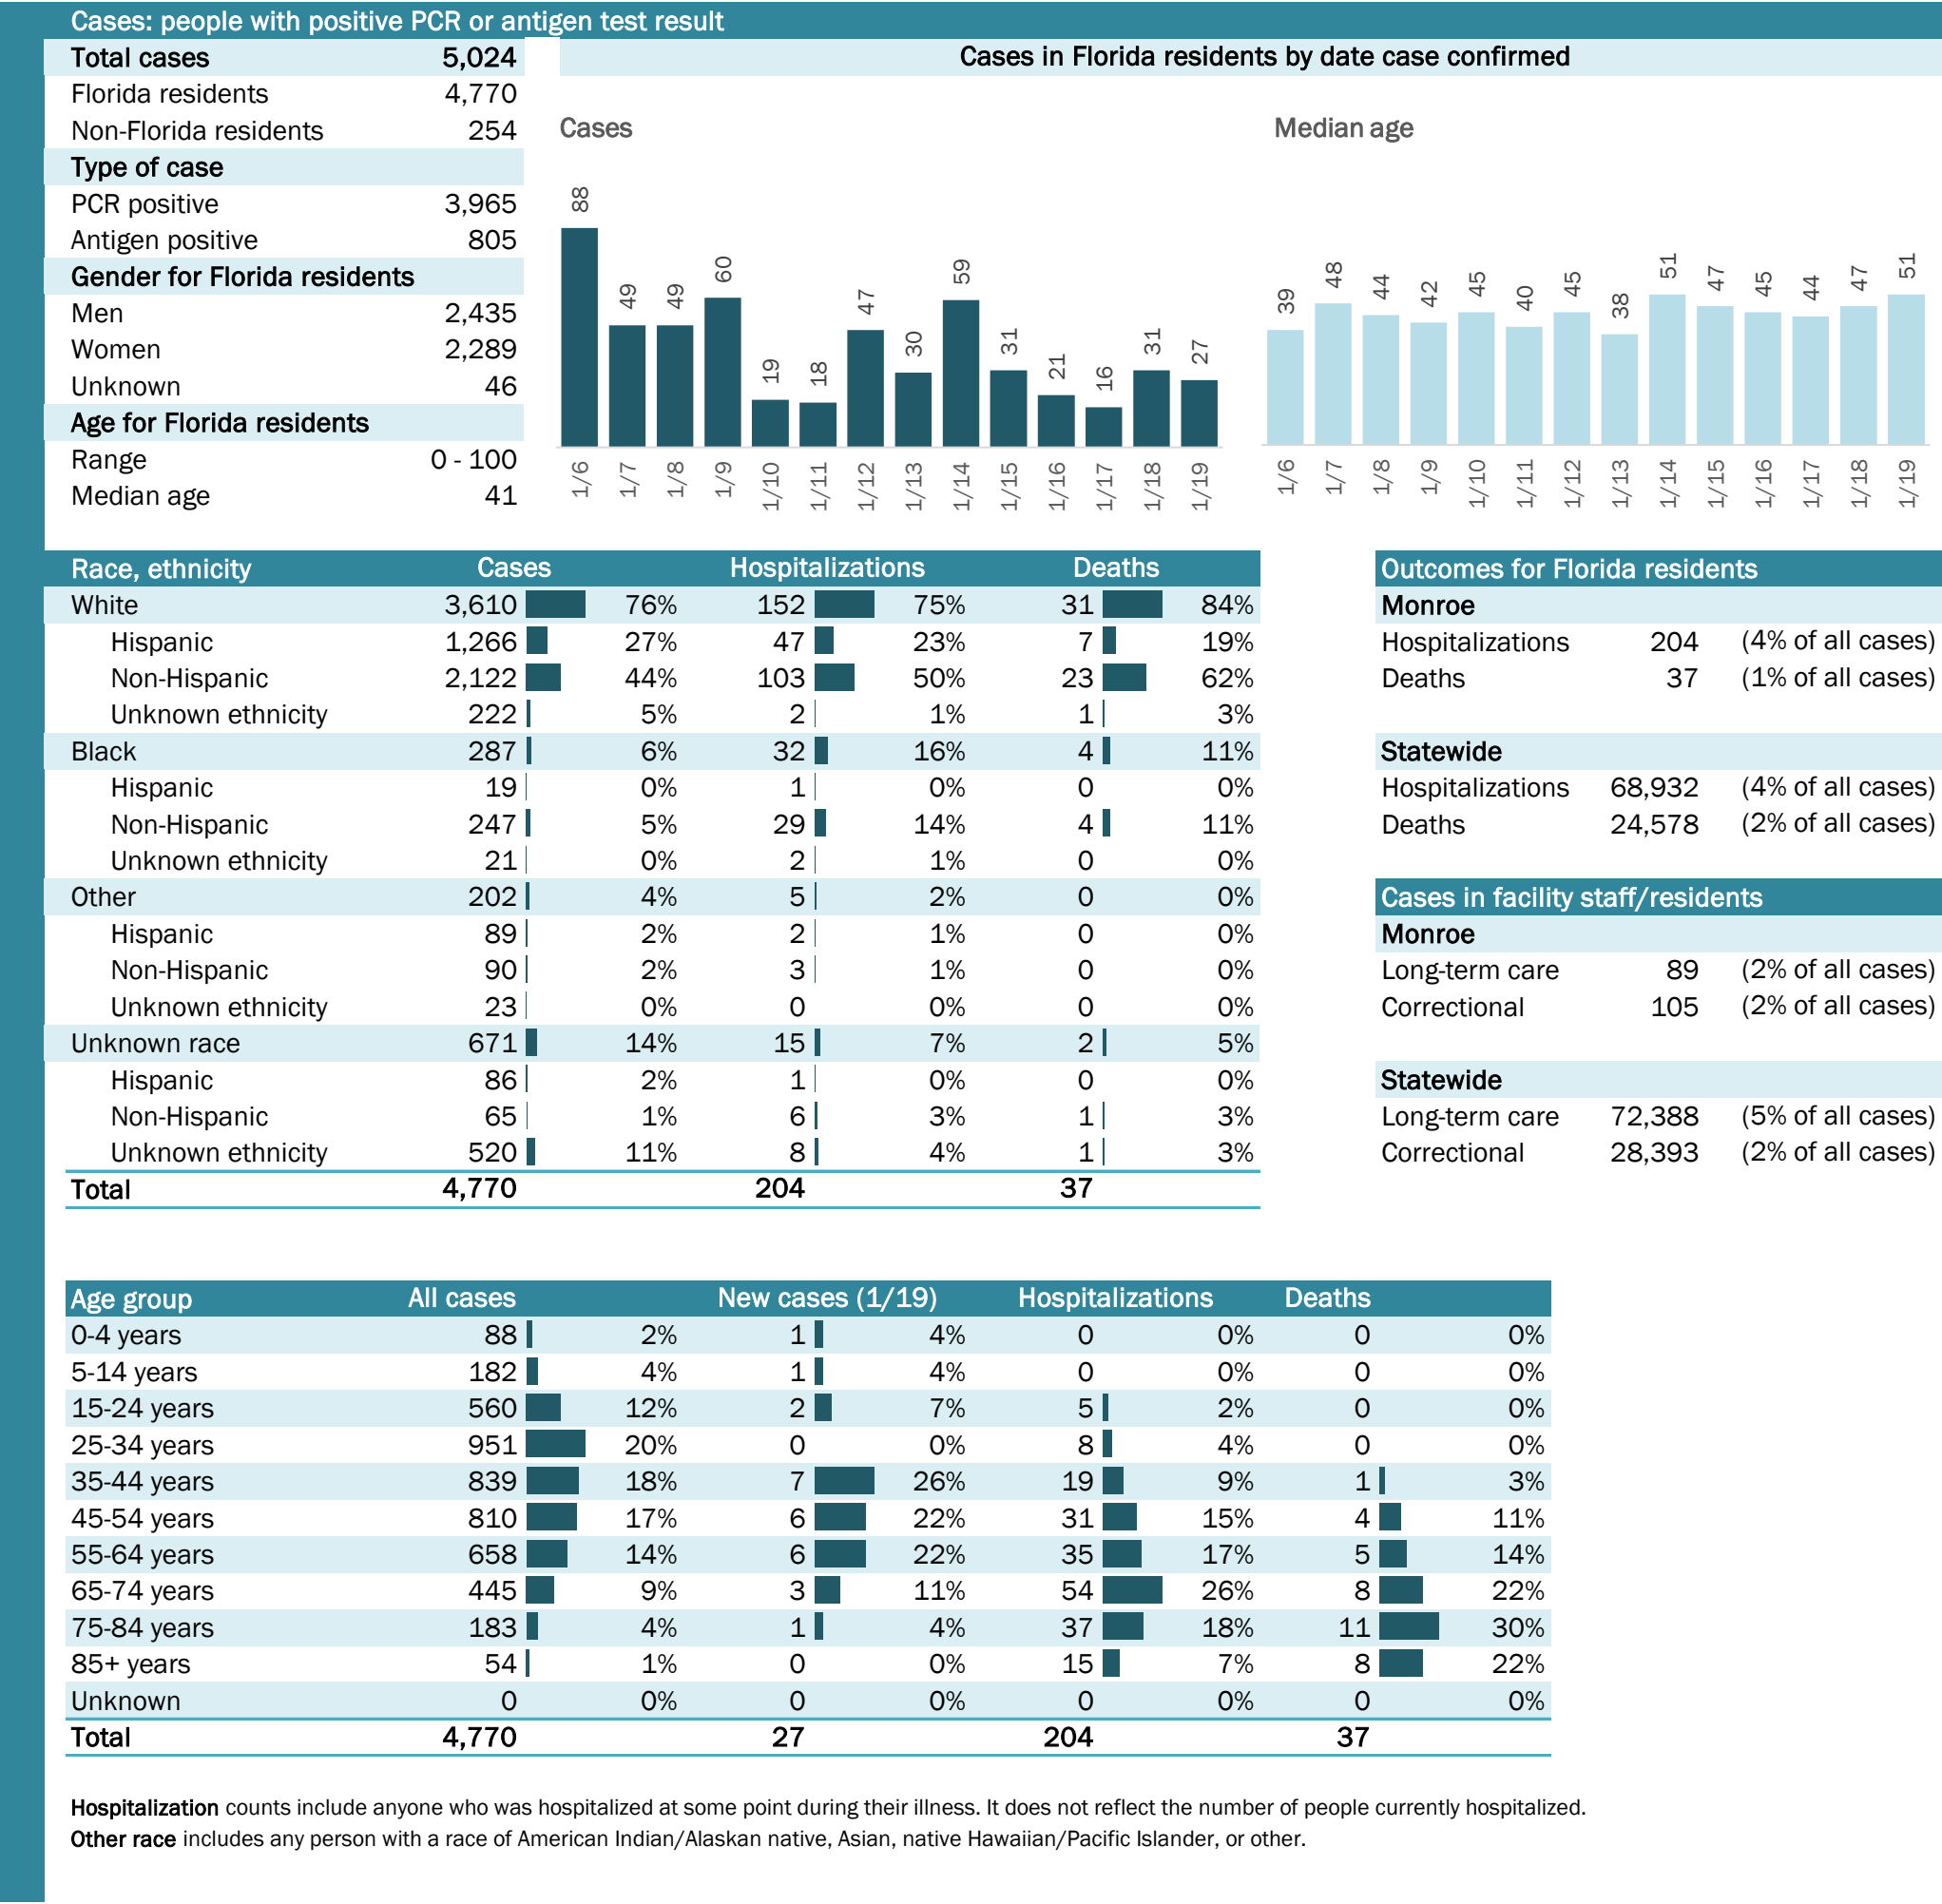 Cases: people with positive PCR or antigen test result
Total cases 5,024
Florida residents 4,770
Non-Florida residents 254
Type of case
PCR positive 3,965
Antigen positive 805
Gender for Florida residents
Men 2,435
Women 2,289
Unknown 46
Age for Florida residents
Range 0 - 100
Median age 41
Cases in Florida residents by date case confirmed
Cases
88 49 49 60 19 18 47 30 59 31 21 16 31 27
1/6 1/7 1/8 1/9 1/10 1/11 1/12 1/13 1/14 1/15 1/16 1/17 1/18 1/19
Median age
39 48 44 42 45 40 45 38 51 47 45 44 47 51
1/6 1/7 1/8 1/9 1/10 1/11 1/12 1/13 1/14 1/15 1/16 1/17 1/18 1/19
Race, ethnicity Cases Hospitalizations Deaths
White 3,610 76% 152 75% 31 84%
Hispanic 1,266 27% 47 23% 7 19%
Non-Hispanic 2,122 44% 103 50% 23 62%
Unknown ethnicity 222 5% 2 1% 1 3%
Black 287 6% 32 16% 4 11%
Hispanic 19 0% 1 0% 0 0%
Non-Hispanic 247 5% 29 14% 4 11%
Unknown ethnicity 21 0% 2 1% 0 0%
Other 202 4% 5 2% 0 0%
Hispanic 89 2% 2 1% 0 0%
Non-Hispanic 90 2% 3 1% 0 0%
Unknown ethnicity 23 0% 0 0% 0 0%
Unknown race 671 14% 15 7% 2 5%
Hispanic 86 2% 1 0% 0 0%
Non-Hispanic 65 1% 6 3% 1 3%
Unknown ethnicity 520 11% 8 4% 1 3%
Total 4,770 204 37
Outcomes for Florida residents
Monroe
Hospitalizations 204 (4% of all cases)
Deaths 37 (1% of all cases)
Statewide
Hospitalizations 68,932 (4% of all cases)
Deaths 24,578 (2% of all cases)
Cases in facility staff/residents
Monroe
Long-term care 89 (2% of all cases)
Correctional 105 (2% of all cases)
Statewide
Long-term care 72,388 (5% of all cases)
Correctional 28,393 (2% of all cases)
Age group All cases New cases (1/19) Hospitalizations Deaths
0-4 years 88 2% 1 4% 0 0% 0 0%
5-14 years 182 4% 1 4% 0 0% 0 0%
15-24 years 560 12% 2 7% 5 2% 0 0%
25-34 years 951 20% 0 0% 8 4% 0 0%
35-44 years 839 18% 7 26% 19 9% 1 3%
45-54 years 810 17% 6 22% 31 15% 4 11%
55-64 years 658 14% 6 22% 35 17% 5 14%
65-74 years 445 9% 3 11% 54 26% 8 22%
75-84 years 183 4% 1 4% 37 18% 11 30%
85+ years 54 1% 0 0% 15 7% 8 22%
Unknown 0 0% 0 0% 0 0% 0 0%
Total 4,770 27 204 37
Hospitalization counts include anyone who was hospitalized at some point during their illness. It does not reflect the number of people currently hospitalized.
Other race includes any person with a race of American Indian/Alaskan native, Asian, native Hawaiian/Pacific Islander, or other.